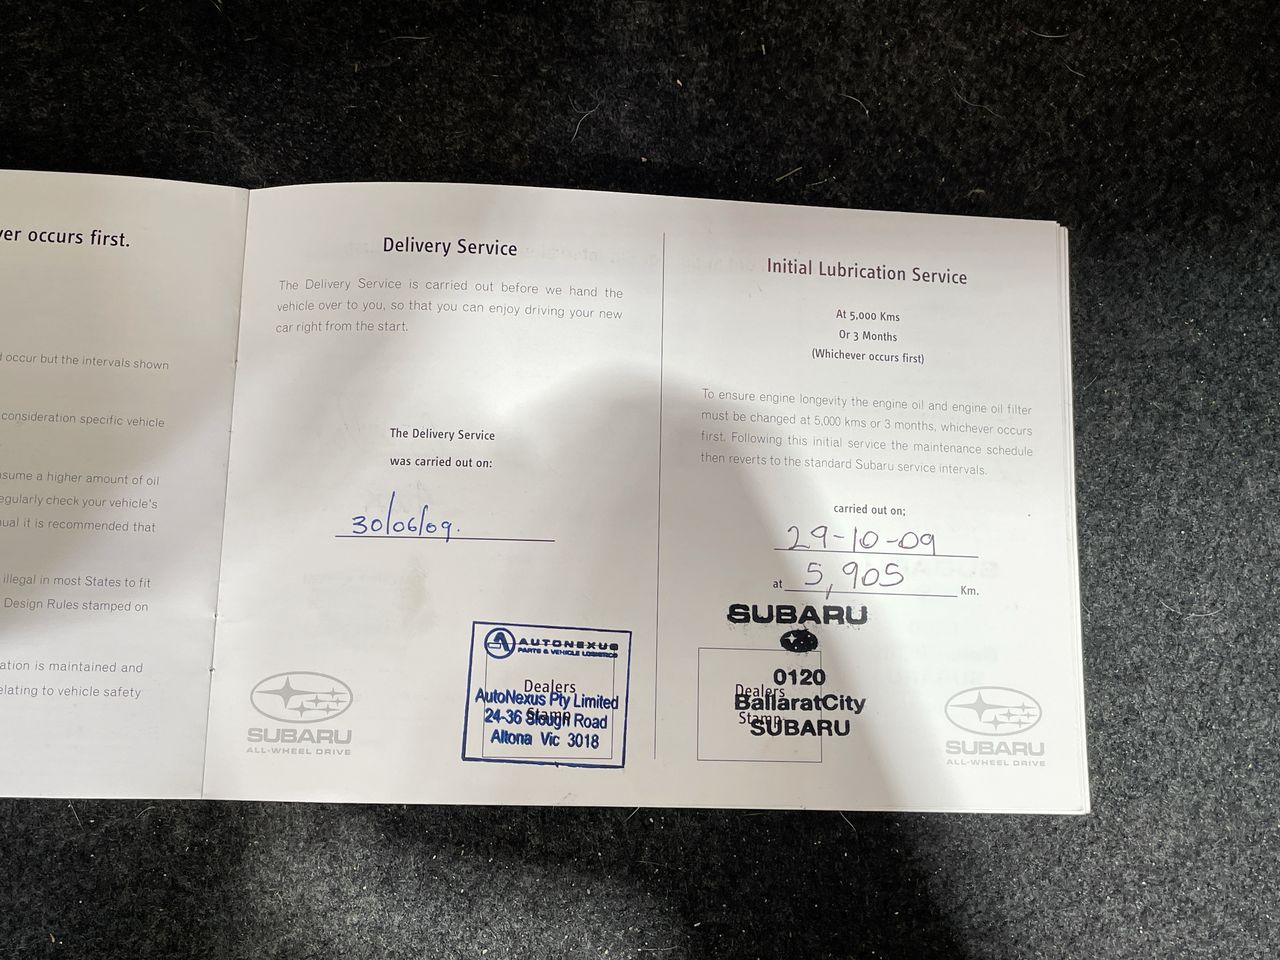 ver occurs first.
d occur but the intervals shown
consideration specific vehicle
nsume a higher amount of oil
egularly check your vehicle's
nual it is recommended that
illegal in most States to fit
Design Rules stamped on
ation is maintained and
elating to vehicle safety
Delivery Service
The Delivery Service is carried out before we hand the
vehicle over to you, so that you can enjoy driving your new
car right from the start.
The Delivery Service
was carried out on:
30/06/09.
SUBARU
ALL-WHEEL DRIVE
AUTONEXUS
PARTS & VEHICLE LOGISTICS
Dealers
AutoNexus Pty Limited
Stamp
24-36 Slough Road
Altona Vic 3018
Initial Lubrication Service
At 5,000 Kms
Or 3 Months
(Whichever occurs first)
To ensure engine longevity the engine oil and engine oil filter
must be changed at 5,000 kms or 3 months, whichever occurs
first. Following this initial service the maintenance schedule
then reverts to the standard Subaru service intervals.
carried out on;
29-10-09
at 5,905 Km.
SUBARU
0120
Dealers
BallaratCity
Stamp
SUBARU
SUBARU
ALL-WHEEL DRIVE